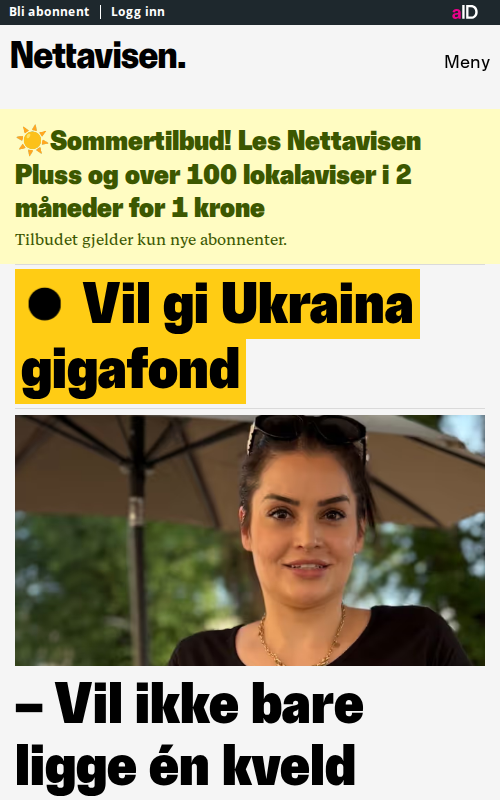 Bli abonnent | Logg inn
aID
Nettavisen.
Meny
☀️Sommertilbud! Les Nettavisen
Pluss og over 100 lokalaviser i 2
måneder for 1 krone
Tilbudet gjelder kun nye abonnenter.
● Vil gi Ukraina
gigafond
– Vil ikke bare
ligge én kveld